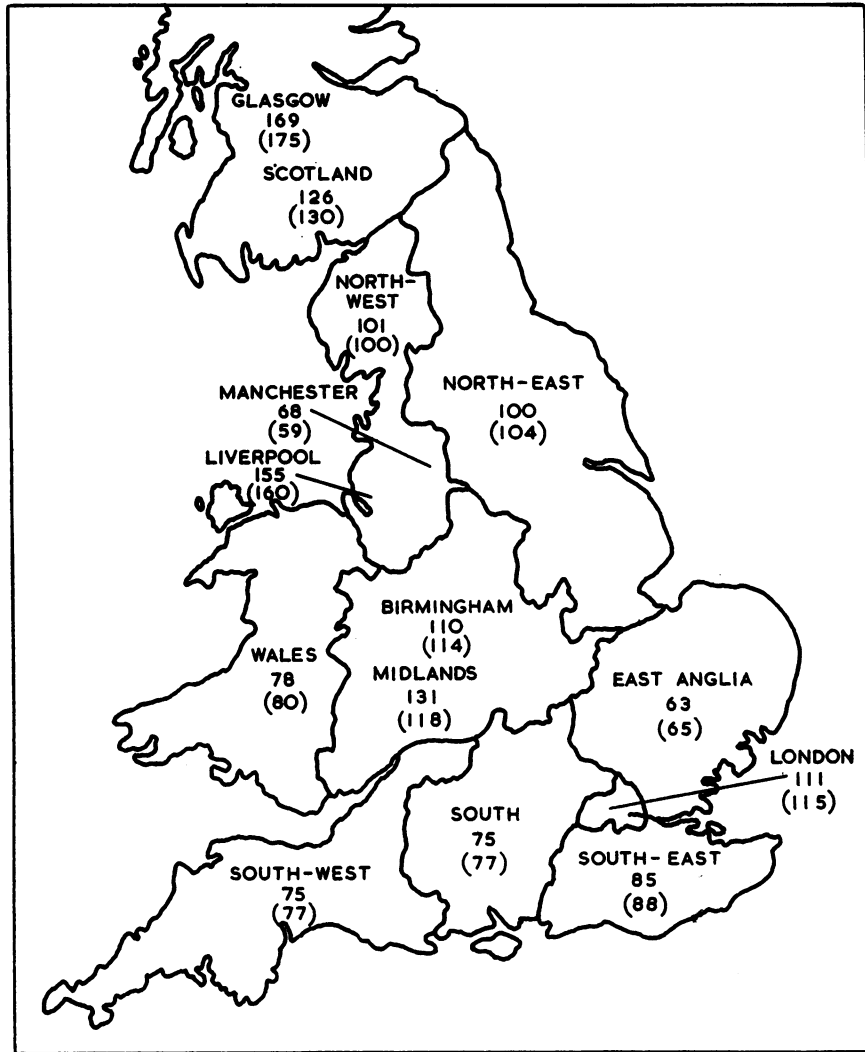 GLASGOW
169
(175)
SCOTLAND
126
(130)
NORTH-
WEST
101
(100)
MANCHESTER
68
(59)
LIVERPOOL
155
(160)
NORTH-EAST
100
(104)
BIRMINGHAM
110
(114)
MIDLANDS
131
(118)
WALES
78
(80)
EAST ANGLIA
63
(65)
LONDON
111
(115)
SOUTH
75
(77)
SOUTH-EAST
85
(88)
SOUTH-WEST
75
(77)